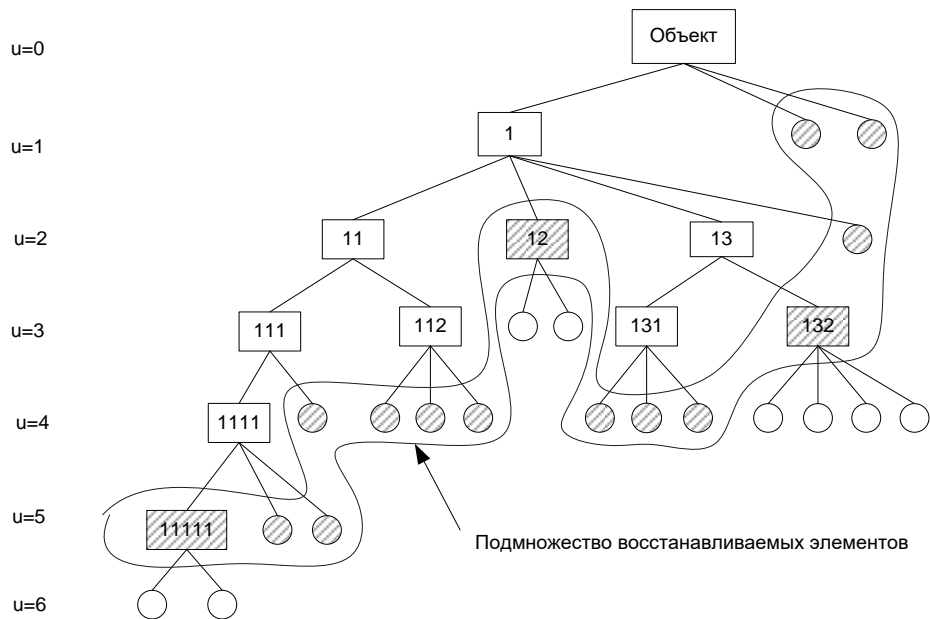 Объект
u=0
1
u=1
11
12
13
u=2
111
112
131
132
u=3
1111
u=4
11111
u=5
Подмножество восстанавливаемых элементов
u=6